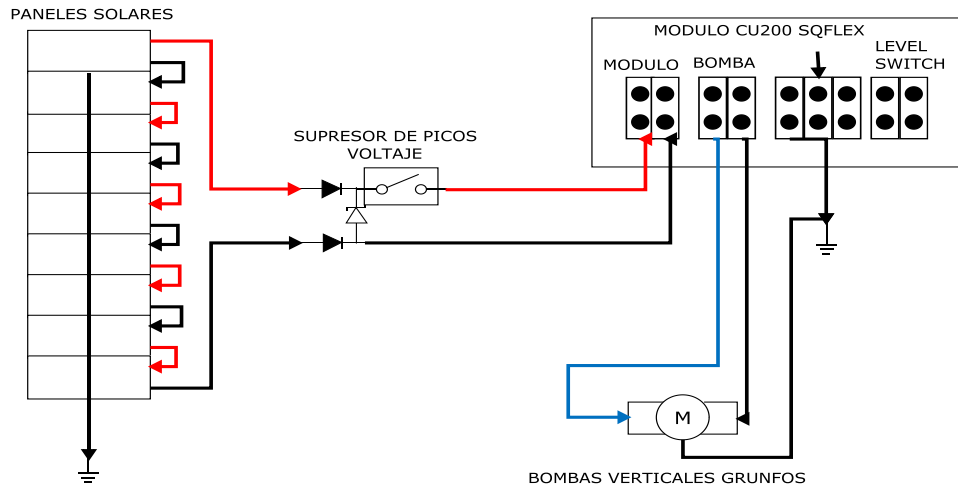 PANELES SOLARES
MODULO CU200 SQFLEX
MODULO
BOMBA
LEVEL
SWITCH
SUPRESOR DE PICOS
VOLTAJE
M
BOMBAS VERTICALES GRUNFOS